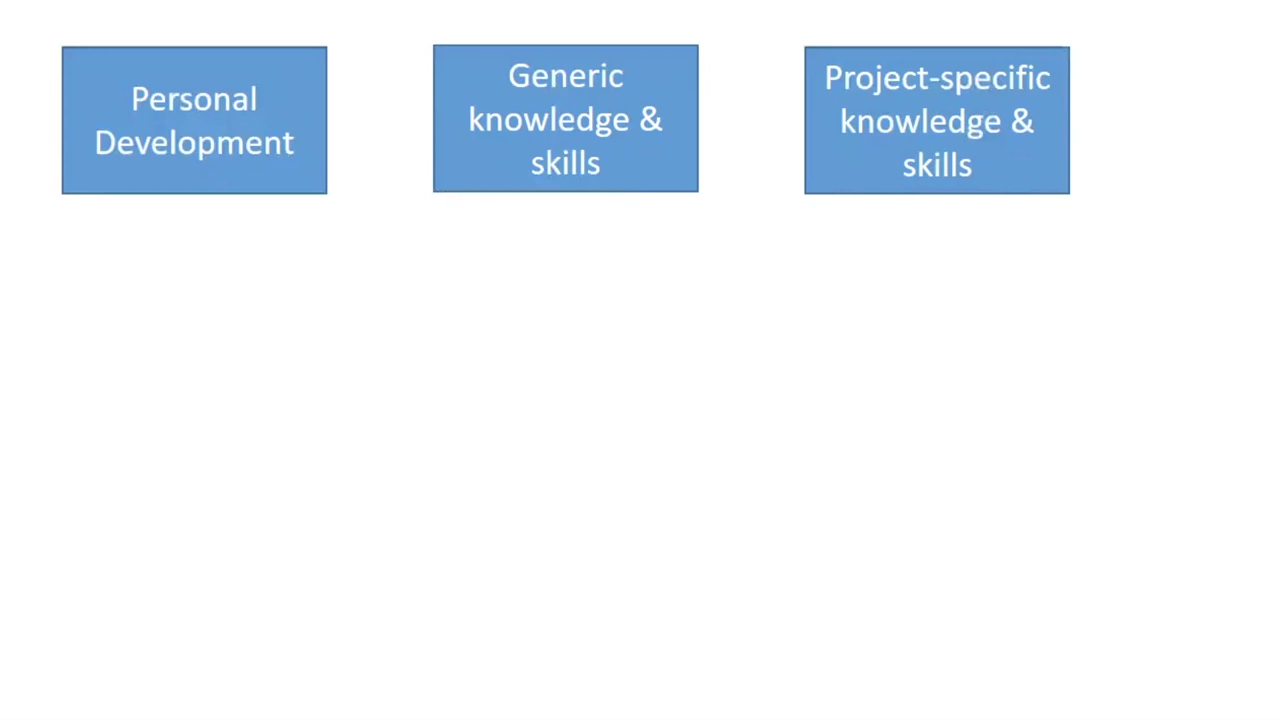 Personal
Development
Generic
knowledge &
skills
Project-specific
knowledge &
skills